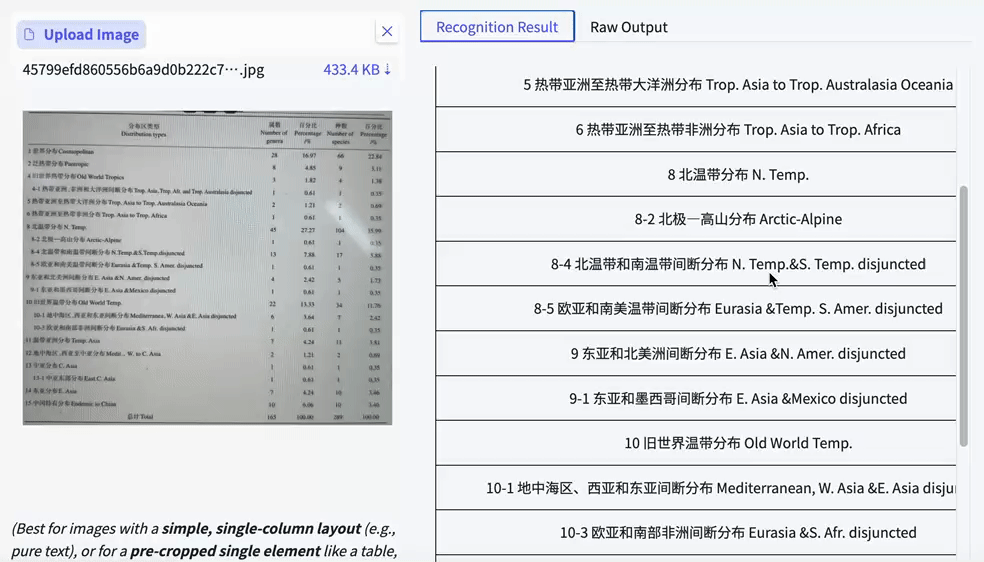 Upload Image
45799efd860556b6a9d0b222c7….jpg 433.4 KB
分布区类型 属数 百分比 种数 百分比
Distribution types Number of genera Percentage /% Number of species Percentage /%
1 世界分布 Cosmopolitan 28 16.97 66 22.84
2 泛热带分布 Pantropic 8 4.85 9 3.11
4 旧世界热带分布 Old World Tropics 3 1.82 4 1.38
4-1 热带亚洲、非洲和大洋洲间断分布 Trop. Asia, Trop. Afr. and Trop. Australasia disjuncted 1 0.61 1 0.35
5 热带亚洲至热带大洋洲分布 Trop. Asia to Trop. Australasia Oceania 2 1.21 2 0.69
6 热带亚洲至热带非洲分布 Trop. Asia to Trop. Africa 1 0.61 1 0.35
8 北温带分布 N. Temp. 45 27.27 104 35.99
8-2 北极—高山分布 Arctic-Alpine 1 0.61 1 0.35
8-4 北温带和南温带间断分布 N. Temp.&S.Temp. disjuncted 13 7.88 17 5.88
8-5 欧亚和南美温带间断分布 Eurasia &Temp. S. Amer. disjuncted 1 0.61 1 0.35
9 东亚和北美洲间断分布 E. Asia &N. Amer. disjuncted 4 2.42 5 1.73
9-1 东亚和墨西哥间断分布 E. Asia &Mexico disjuncted 1 0.61 1 0.35
10 旧世界温带分布 Old World Temp. 22 13.33 34 11.76
10-1 地中海区、西亚和东亚间断分布 Mediterranean, W. Asia &E. Asia disjuncted 6 3.64 7 2.42
10-3 欧亚和南部非洲间断分布 Eurasia &S. Afr. disjuncted 1 0.61 1 0.35
11 温带亚洲分布 Temp. Asia 7 4.24 11 3.81
12 地中海区、西亚至中亚分布 Medit., W. to C. Asia 2 1.21 2 0.69
13 中亚分布 C. Asia 1 0.61 1 0.35
13-1 中亚东部分布 East C. Asia 1 0.61 1 0.35
14 东亚分布 E. Asia 7 4.24 10 3.46
15 中国特有分布 Endemic to China 10 6.06 10 3.46
总计 Total 165 100.00 289 100.00
(Best for images with a simple, single-column layout (e.g.,
pure text), or for a pre-cropped single element like a table,
Recognition Result Raw Output
5 热带亚洲至热带大洋洲分布 Trop. Asia to Trop. Australasia Oceania
6 热带亚洲至热带非洲分布 Trop. Asia to Trop. Africa
8 北温带分布 N. Temp.
8-2 北极—高山分布 Arctic-Alpine
8-4 北温带和南温带间断分布 N. Temp.&S. Temp. disjuncted
8-5 欧亚和南美温带间断分布 Eurasia &Temp. S. Amer. disjuncted
9 东亚和北美洲间断分布 E. Asia &N. Amer. disjuncted
9-1 东亚和墨西哥间断分布 E. Asia &Mexico disjuncted
10 旧世界温带分布 Old World Temp.
10-1 地中海区、西亚和东亚间断分布 Mediterranean, W. Asia &E. Asia disju
10-3 欧亚和南部非洲间断分布 Eurasia &S. Afr. disjuncted